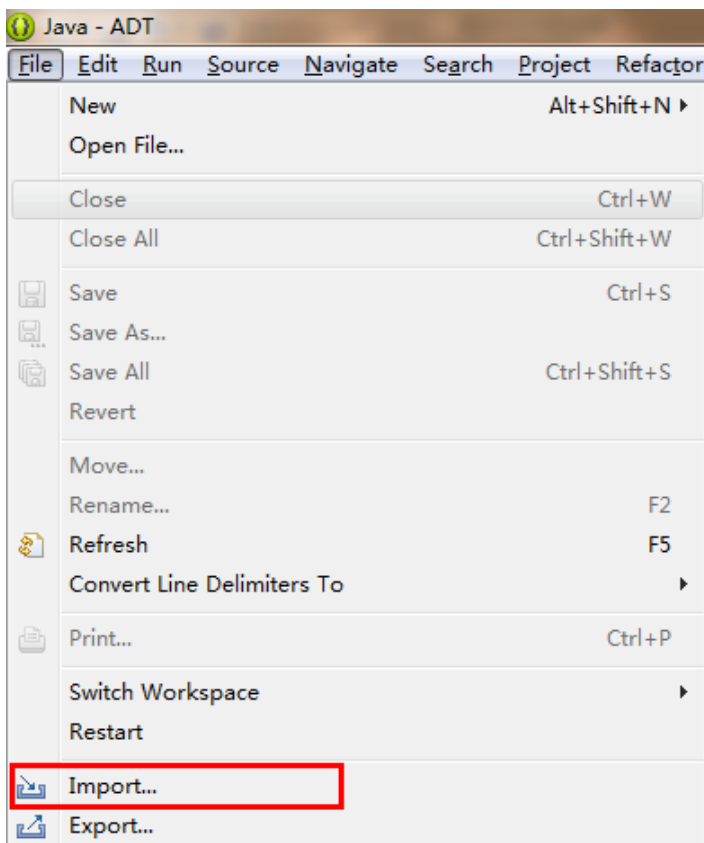 Java - ADT
File Edit Run Source Navigate Search Project Refactor
New Alt+Shift+N
Open File...
Close Ctrl+W
Close All Ctrl+Shift+W
Save Ctrl+S
Save As...
Save All Ctrl+Shift+S
Revert
Move...
Rename... F2
Refresh F5
Convert Line Delimiters To
Print... Ctrl+P
Switch Workspace
Restart
Import...
Export...